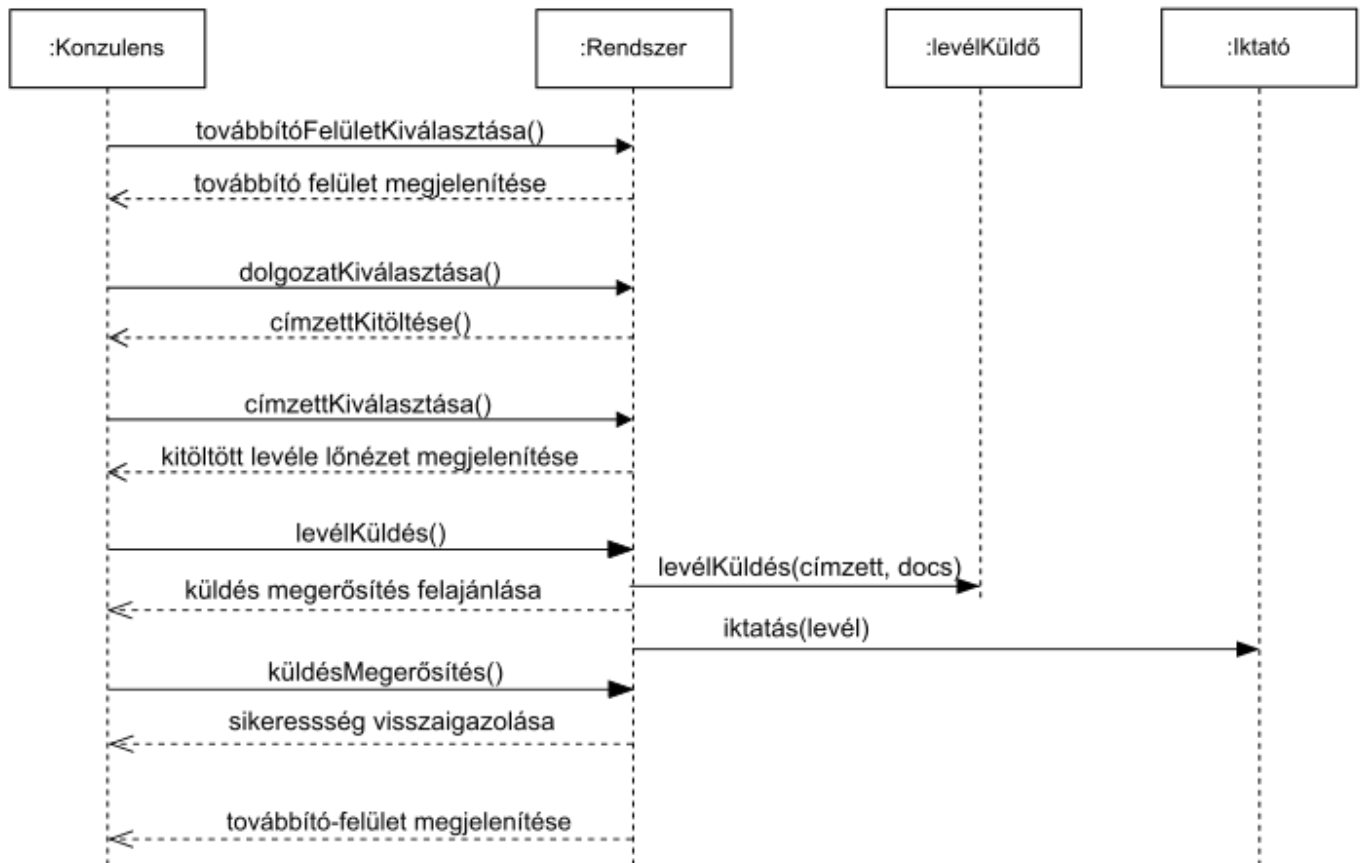 :Konzulens
:Rendszer
:levélKüldő
:Iktató
továbbítóFelületKiválasztása()
továbbító felület megjelenítése
dolgozatKiválasztása()
címzettKitöltése()
címzettKiválasztása()
kitöltött levéle lőnézet megjelenítése
levélKüldés()
levélKüldés(címzett, docs)
küldés megerősítés felajánlása
iktatás(levél)
küldésMegerősítés()
sikeressség visszaigazolása
továbbító-felület megjelenítése